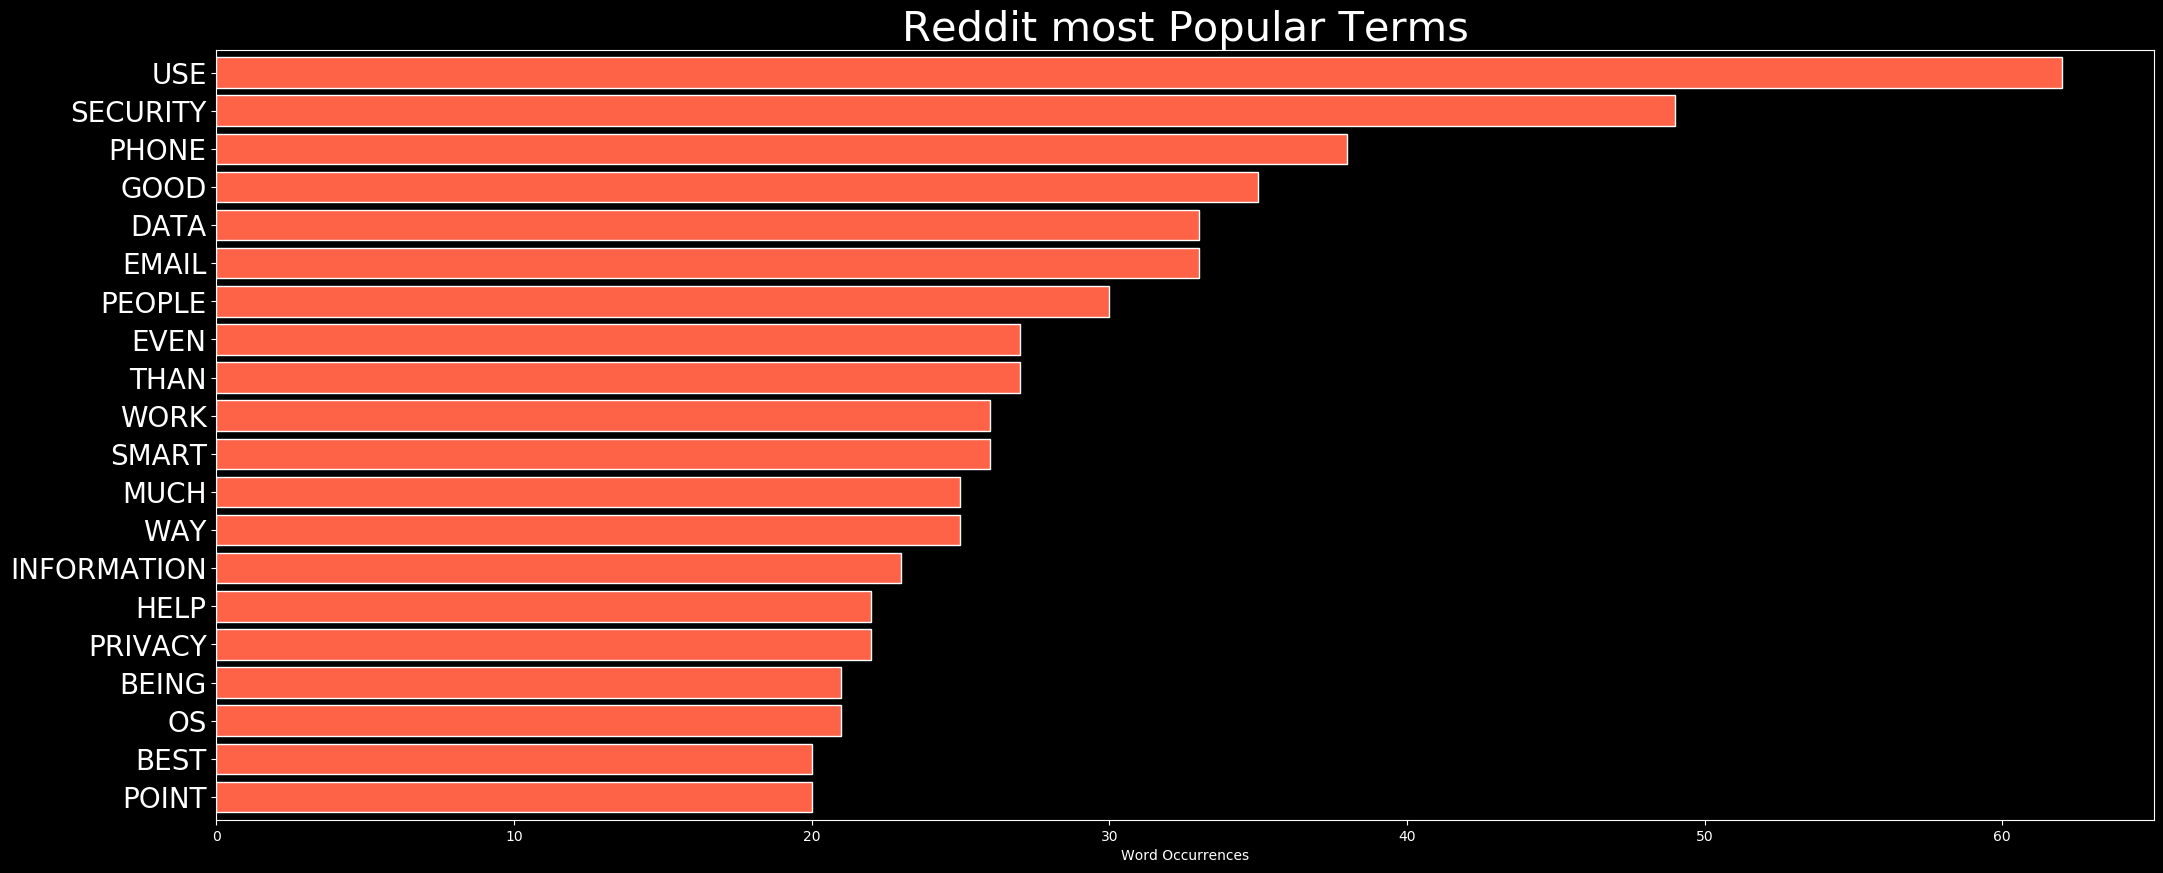 Reddit most Popular Terms
USE
SECURITY
PHONE
GOOD
DATA
EMAIL
PEOPLE
EVEN
THAN
WORK
SMART
MUCH
WAY
INFORMATION
HELP
PRIVACY
BEING
OS
BEST
POINT
0 10 20 30 40 50 60
Word Occurrences